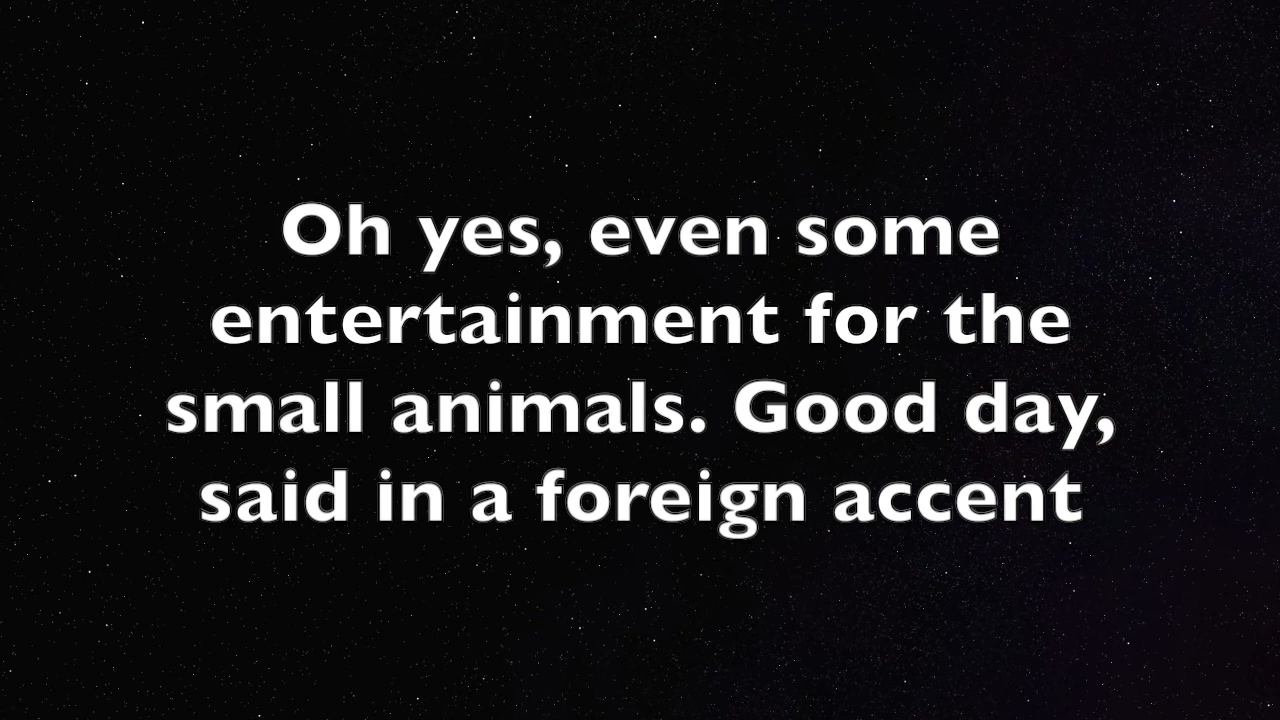 Oh yes, even some
entertainment for the
small animals. Good day,
said in a foreign accent